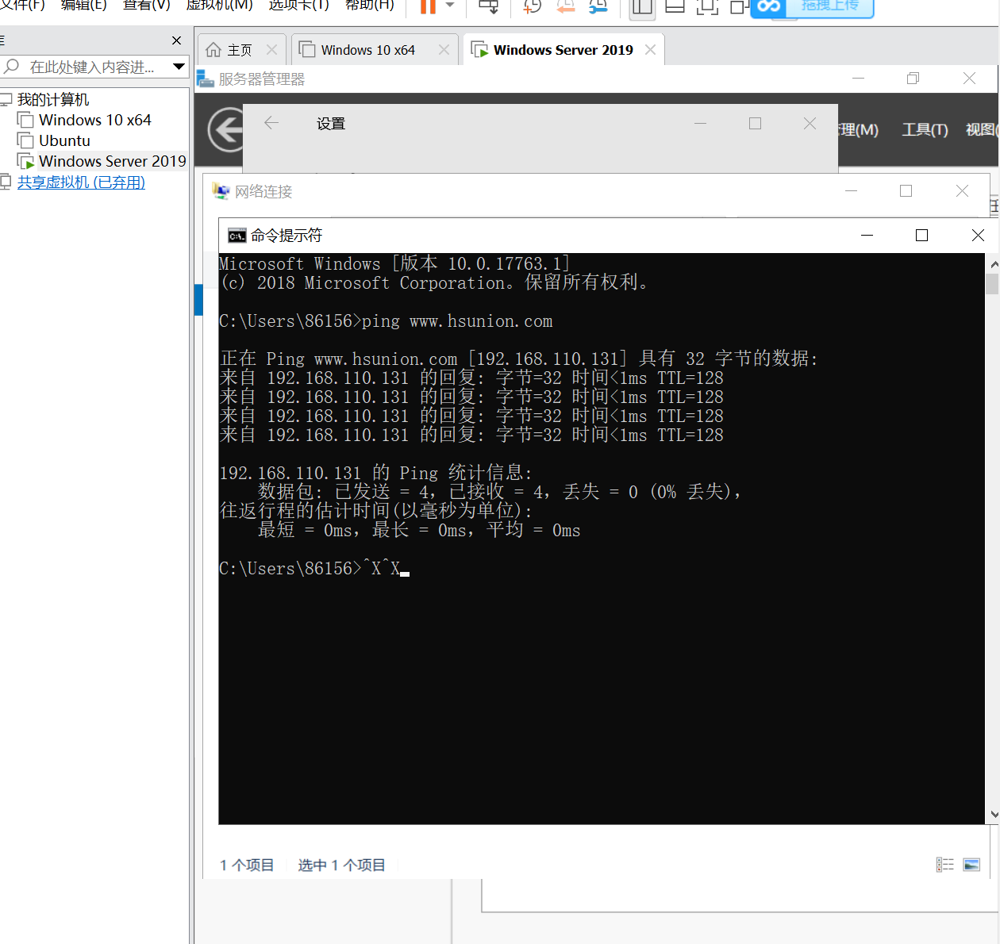 文件(F) 编辑(E) 查看(V) 虚拟机(M) 选项卡(T) 帮助(H)
拖拽上传
在此处键入内容进...
我的计算机
Windows 10 x64
Ubuntu
Windows Server 2019
共享虚拟机 (已弃用)
主页
Windows 10 x64
Windows Server 2019
服务器管理器
管理(M) 工具(T) 视图(
设置
网络连接
命令提示符
Microsoft Windows [版本 10.0.17763.1]
(c) 2018 Microsoft Corporation。保留所有权利。
C:\Users\86156>ping www.hsunion.com
正在 Ping www.hsunion.com [192.168.110.131] 具有 32 字节的数据:
来自 192.168.110.131 的回复: 字节=32 时间<1ms TTL=128
来自 192.168.110.131 的回复: 字节=32 时间<1ms TTL=128
来自 192.168.110.131 的回复: 字节=32 时间<1ms TTL=128
来自 192.168.110.131 的回复: 字节=32 时间<1ms TTL=128
192.168.110.131 的 Ping 统计信息:
数据包: 已发送 = 4，已接收 = 4，丢失 = 0 (0% 丢失)，
往返行程的估计时间(以毫秒为单位):
最短 = 0ms，最长 = 0ms，平均 = 0ms
C:\Users\86156>^X^X
1 个项目 选中 1 个项目